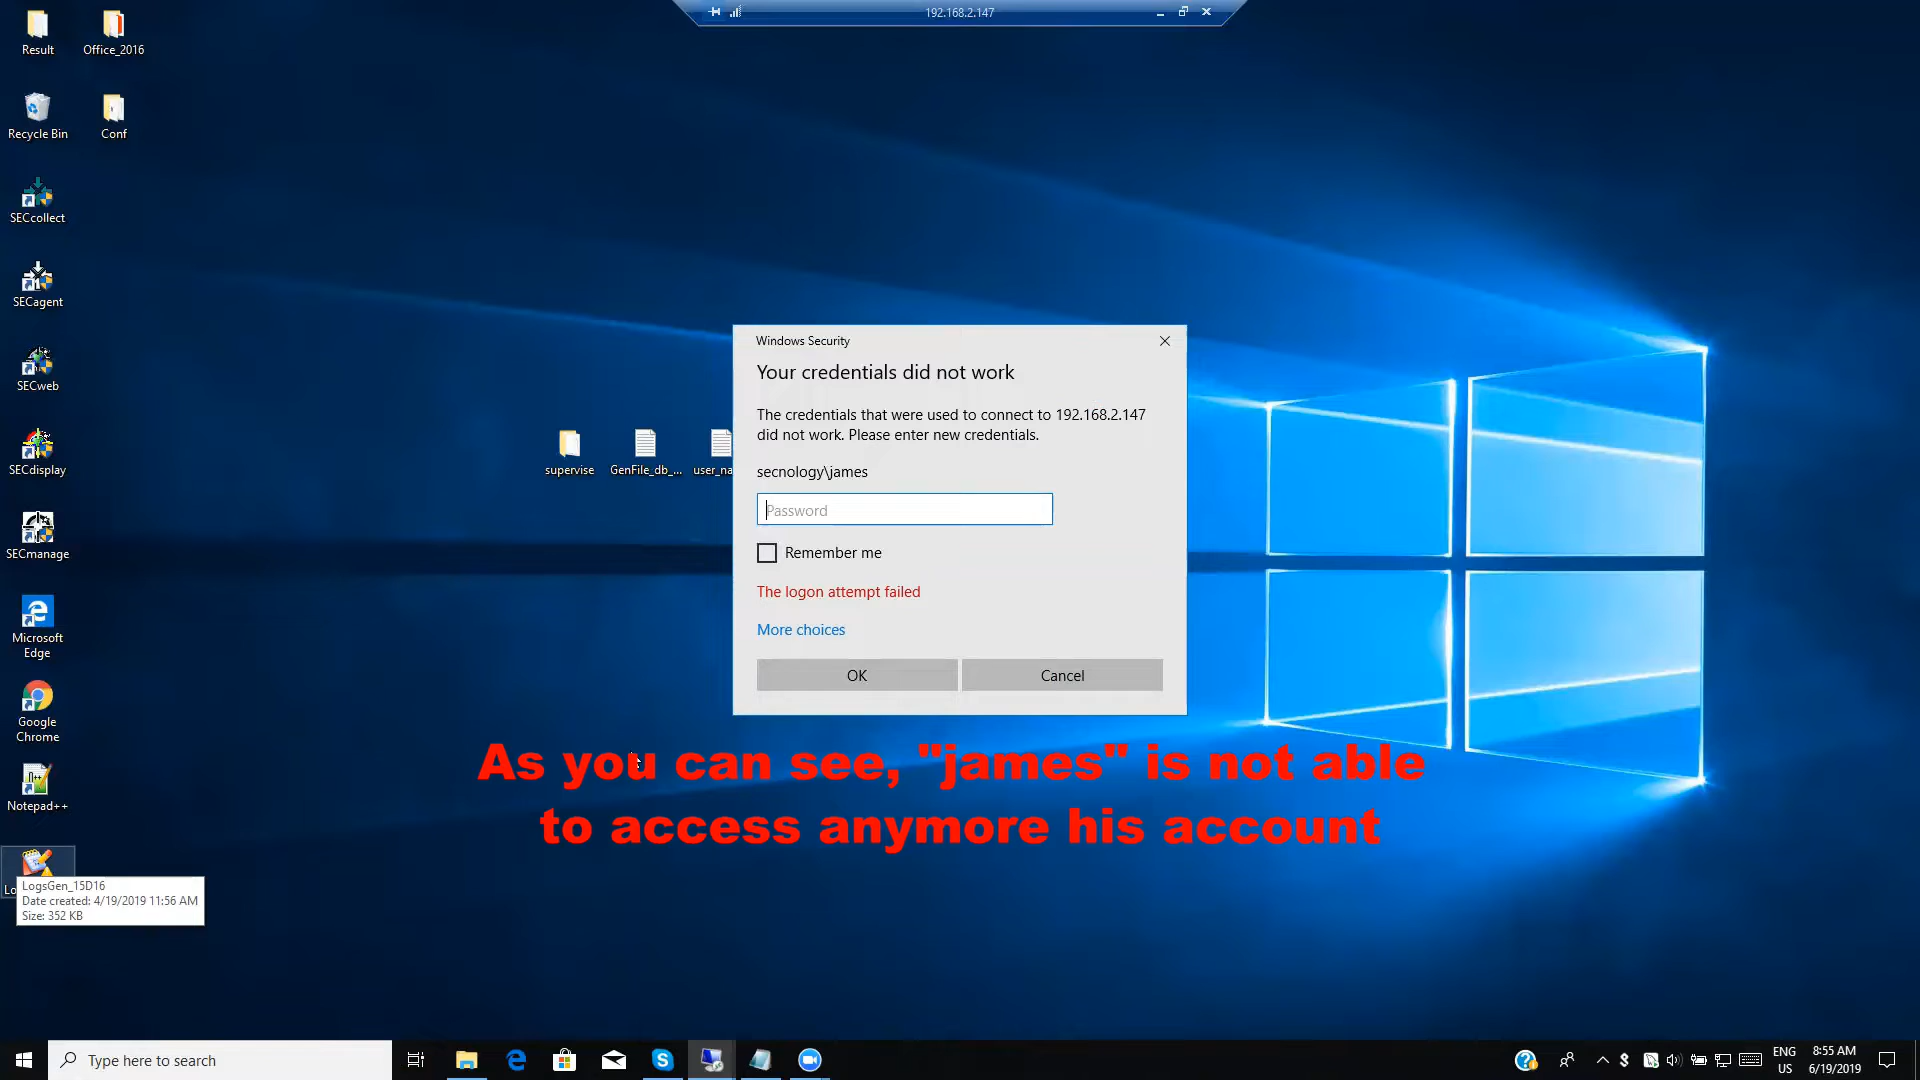 192.168.2.147
Result
Office_2016
Recycle Bin
Conf
SECcollect
SECagent
SECweb
SECdisplay
SECmanage
Microsoft
Edge
Google
Chrome
Notepad++
LogsGen_15D16
Date created: 4/19/2019 11:56 AM
Size: 352 KB
supervise
GenFile_db_...
user_na
Windows Security
Your credentials did not work
The credentials that were used to connect to 192.168.2.147
did not work. Please enter new credentials.
secnology\james
Password
Remember me
The logon attempt failed
More choices
OK
Cancel
As you can see, "james" is not able
to access anymore his account
Type here to search
ENG
US
8:55 AM
6/19/2019